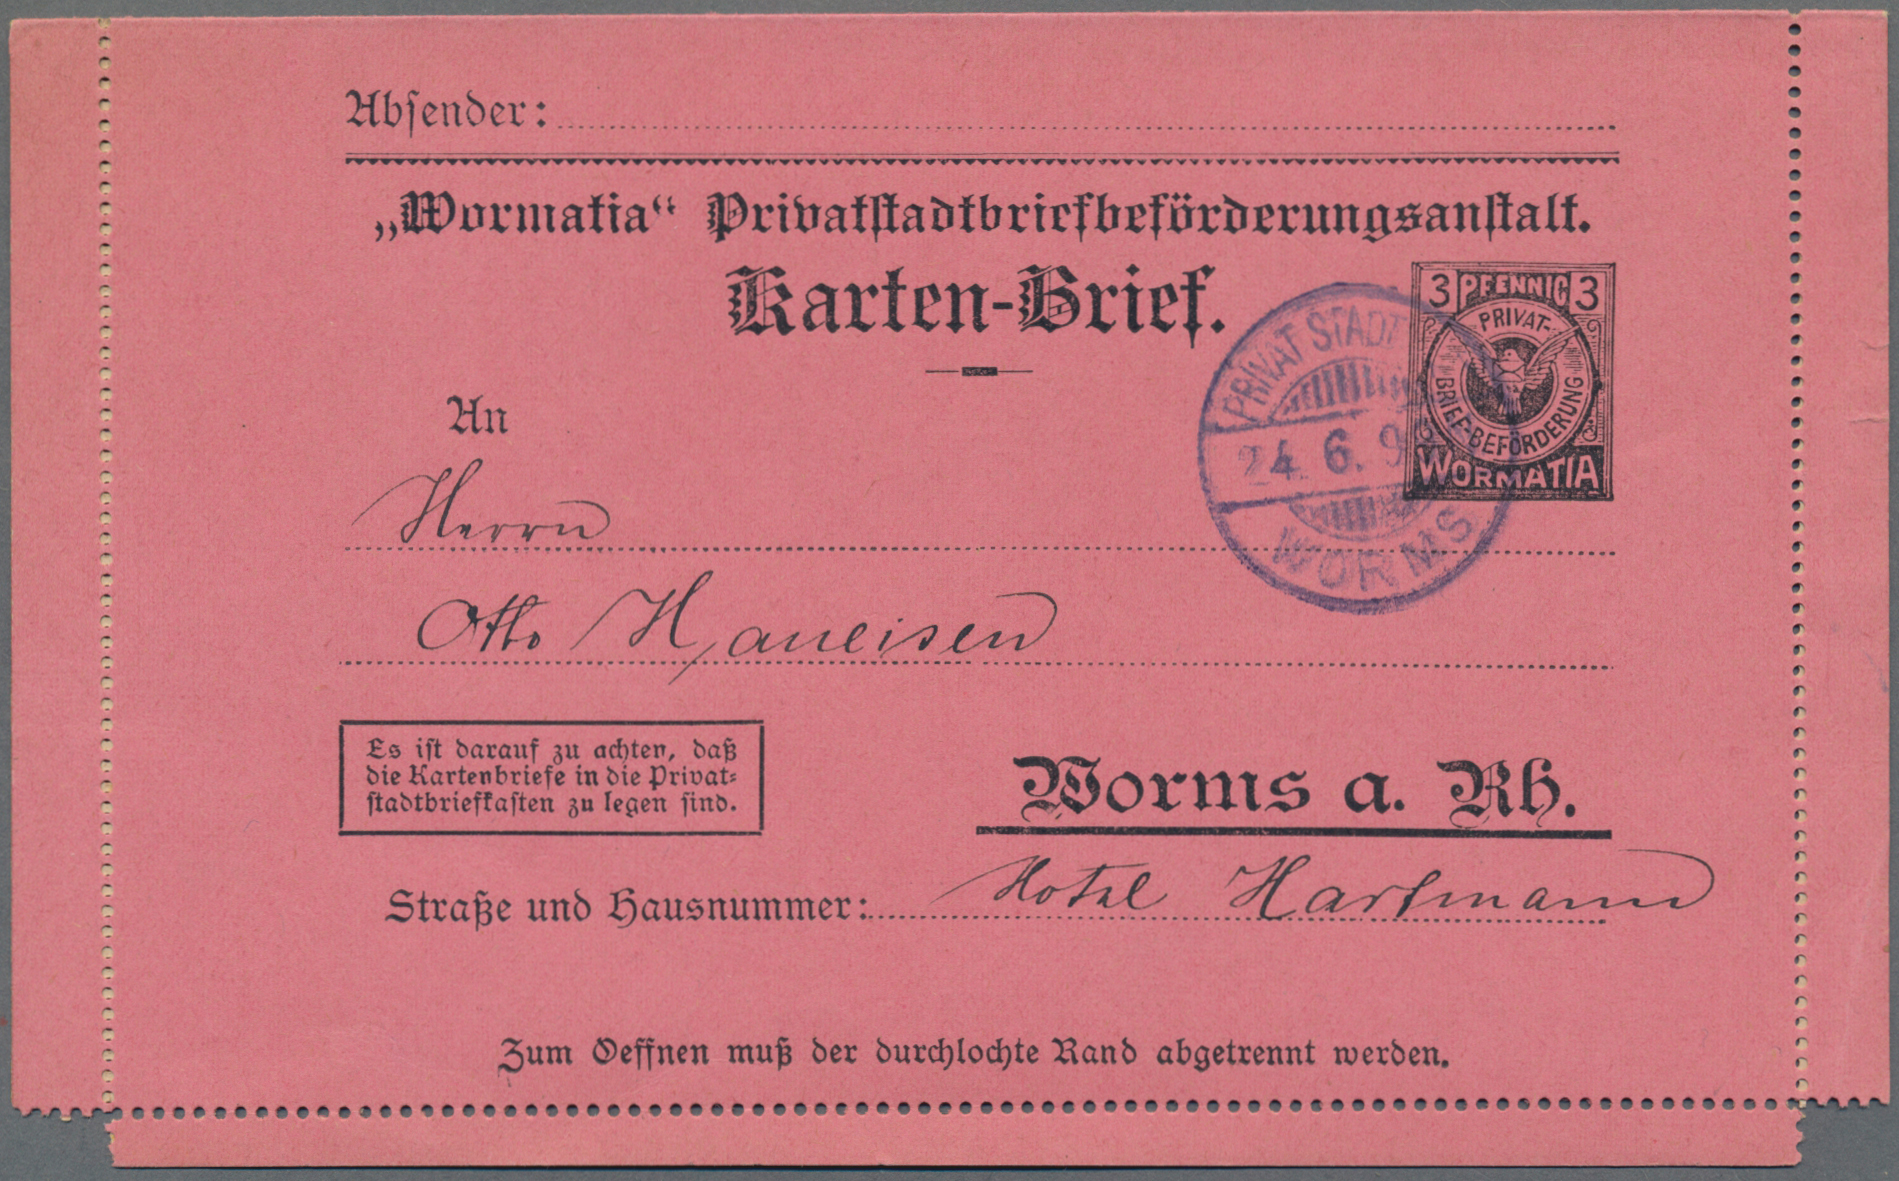 Absender:
„Wormatia“ Privatstadtbriefbeförderungsanstalt.
Karten-Brief.
3 PFENNIG 3
PRIVAT-
BRIEF-BEFÖRDERUNG
WORMATIA
PRIVAT STADT
24. 6. 9
WORMS
An
Herrn
Otto Haueisen
Es ist darauf zu achten, daß
die Kartenbriefe in die Privat-
stadtbriefkasten zu legen sind.
Worms a. Rh.
Straße und Hausnummer: Hotel Hartmann
Zum Oeffnen muß der durchlochte Rand abgetrennt werden.